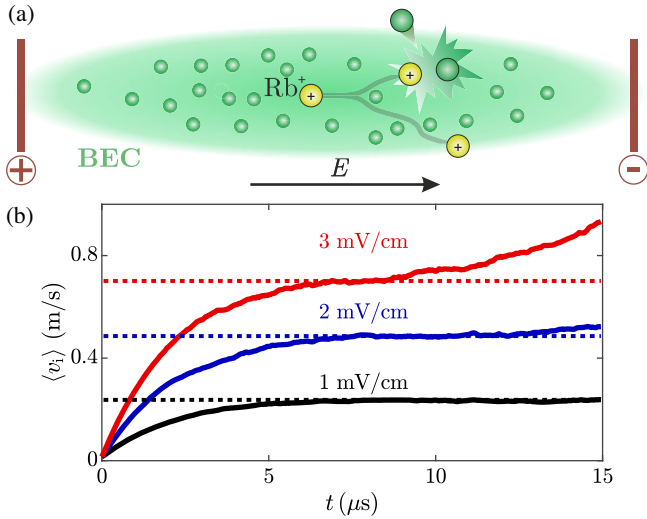 (a)
Rb+
+ + +
BEC
+ E -
(b)
3 mV/cm
2 mV/cm
1 mV/cm
⟨v_i⟩ (m/s)
0.8
0.4
0
0 5 10 15
t (μs)